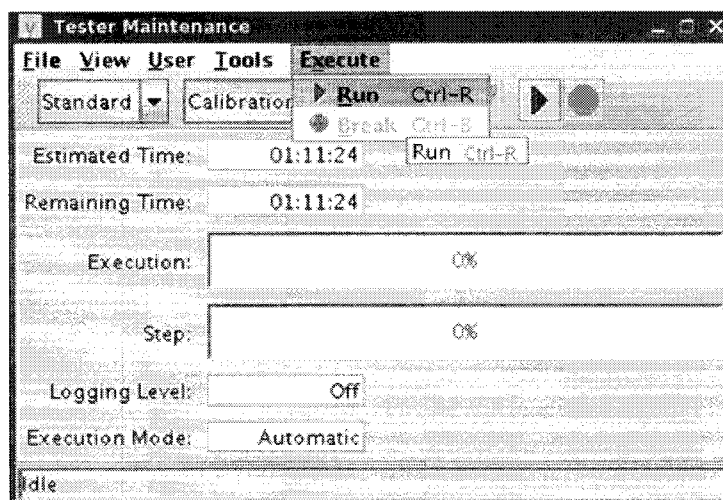 V Tester Maintenance
File View User Tools Execute
Standard Calibration
Run Ctrl-R
Break Ctrl-B
Run Ctrl-R
Estimated Time: 01:11:24
Remaining Time: 01:11:24
Execution: 0%
Step: 0%
Logging Level: Off
Execution Mode: Automatic
Idle